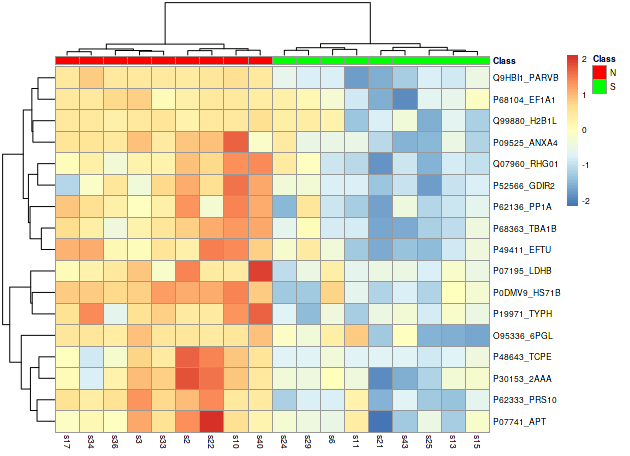 Class
Q9HBI1_PARVB
P68104_EF1A1
Q99880_H2B1L
P09525_ANXA4
Q07960_RHG01
P52566_GDIR2
P62136_PP1A
P68363_TBA1B
P49411_EFTU
P07195_LDHB
P0DMV9_HS71B
P19971_TYPH
O95336_6PGL
P48643_TCPE
P30153_2AAA
P62333_PRS10
P07741_APT
s17 s34 s36 s3 s33 s2 s22 s10 s40 s24 s29 s6 s11 s21 s43 s25 s13 s15
2
1
0
-1
-2
Class
N
S